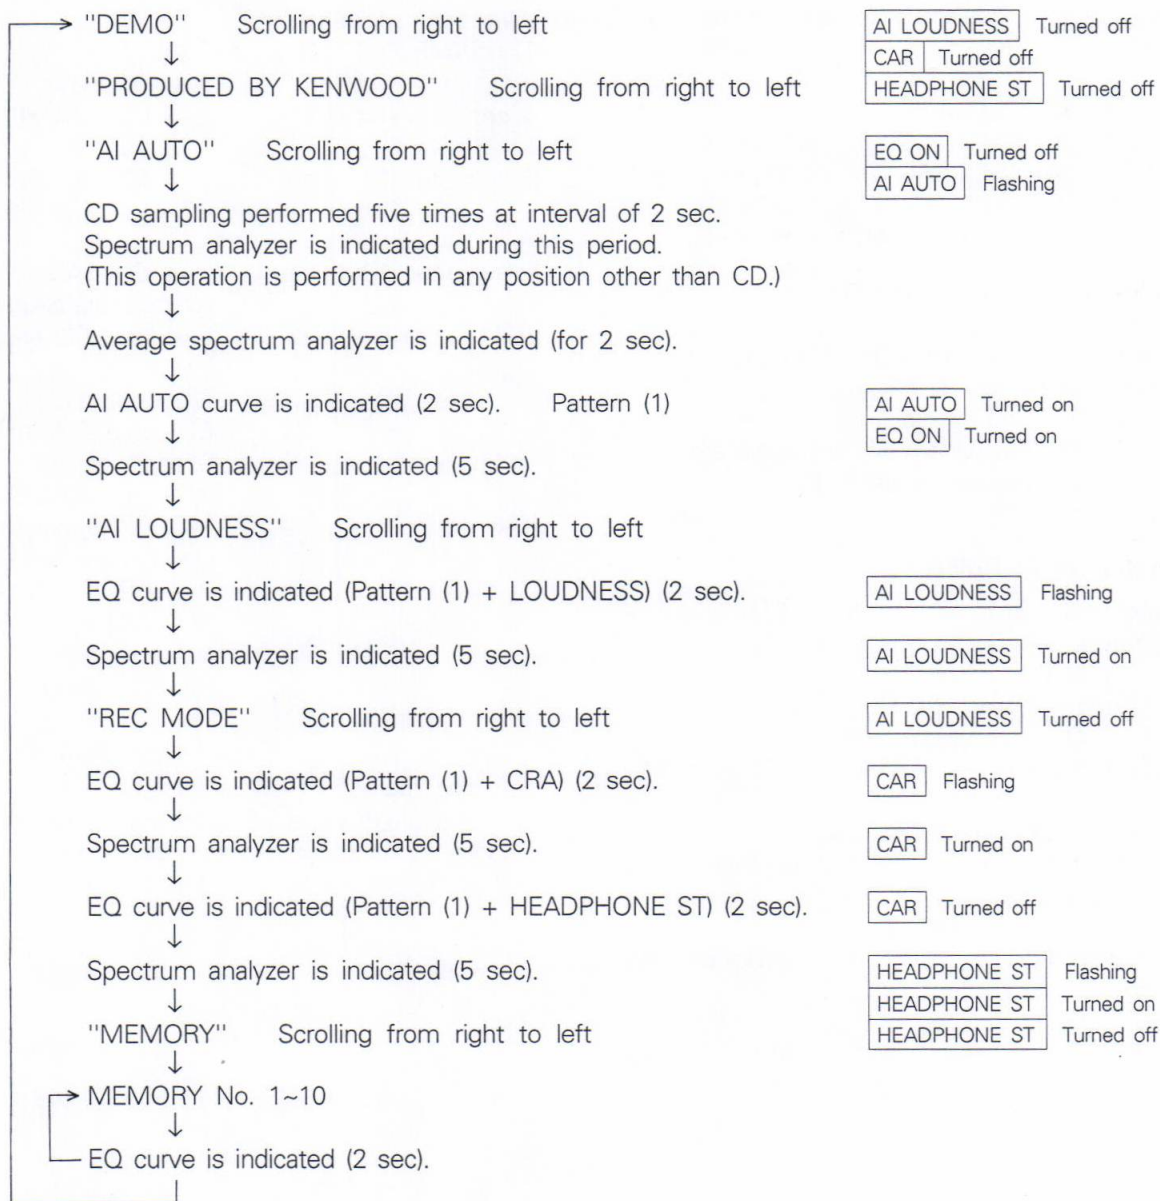 "DEMO" Scrolling from right to left AI LOUDNESS Turned off
CAR Turned off
"PRODUCED BY KENWOOD" Scrolling from right to left HEADPHONE ST Turned off
"AI AUTO" Scrolling from right to left EQ ON Turned off
AI AUTO Flashing
CD sampling performed five times at interval of 2 sec.
Spectrum analyzer is indicated during this period.
(This operation is performed in any position other than CD.)
Average spectrum analyzer is indicated (for 2 sec).
AI AUTO curve is indicated (2 sec). Pattern (1) AI AUTO Turned on
EQ ON Turned on
Spectrum analyzer is indicated (5 sec).
"AI LOUDNESS" Scrolling from right to left
EQ curve is indicated (Pattern (1) + LOUDNESS) (2 sec). AI LOUDNESS Flashing
Spectrum analyzer is indicated (5 sec). AI LOUDNESS Turned on
"REC MODE" Scrolling from right to left AI LOUDNESS Turned off
EQ curve is indicated (Pattern (1) + CRA) (2 sec). CAR Flashing
Spectrum analyzer is indicated (5 sec). CAR Turned on
EQ curve is indicated (Pattern (1) + HEADPHONE ST) (2 sec). CAR Turned off
Spectrum analyzer is indicated (5 sec). HEADPHONE ST Flashing
HEADPHONE ST Turned on
"MEMORY" Scrolling from right to left HEADPHONE ST Turned off
MEMORY No. 1~10
EQ curve is indicated (2 sec).